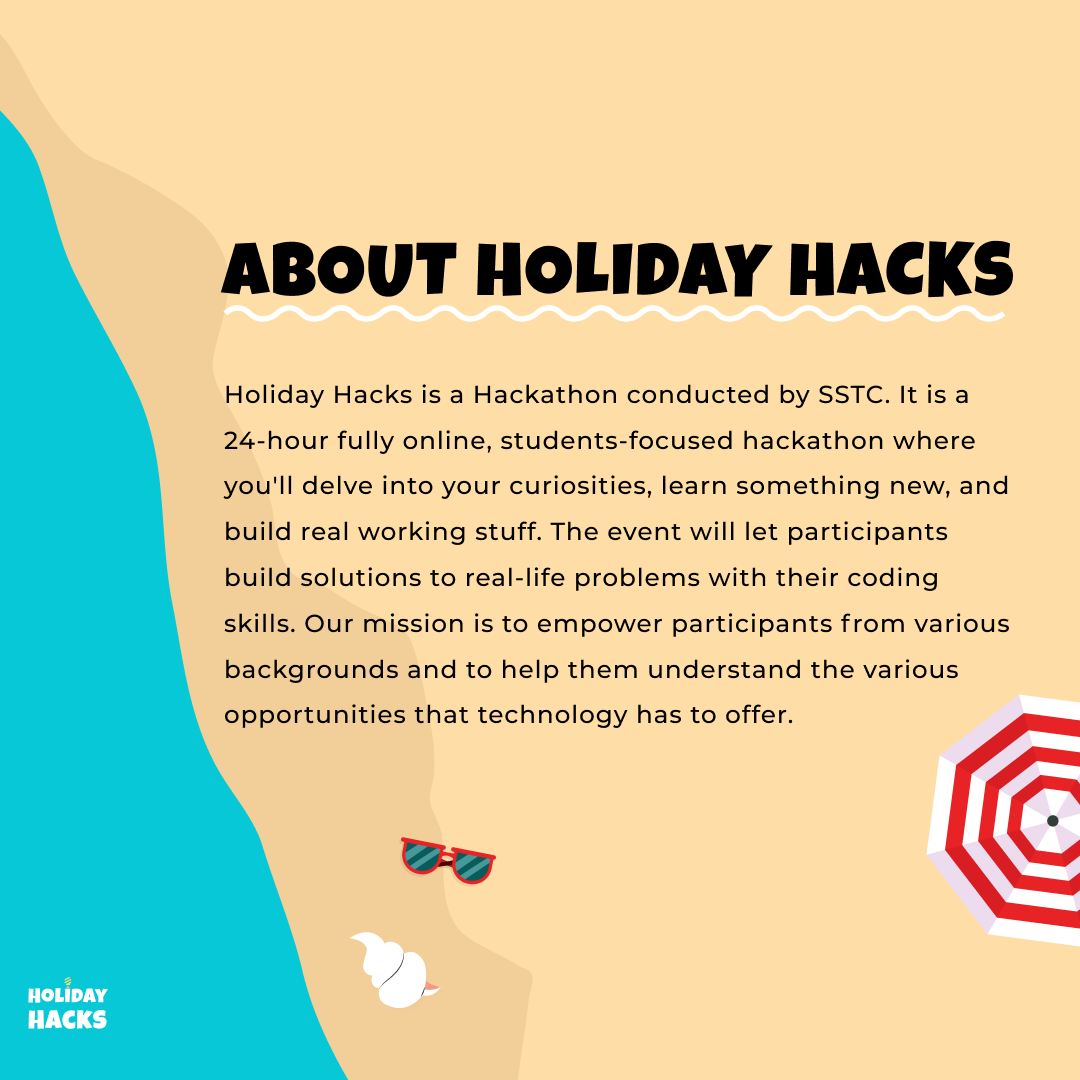 ABOUT HOLIDAY HACKS
Holiday Hacks is a Hackathon conducted by SSTC. It is a
24-hour fully online, students-focused hackathon where
you'll delve into your curiosities, learn something new, and
build real working stuff. The event will let participants
build solutions to real-life problems with their coding
skills. Our mission is to empower participants from various
backgrounds and to help them understand the various
opportunities that technology has to offer.
HOLIDAY
HACKS